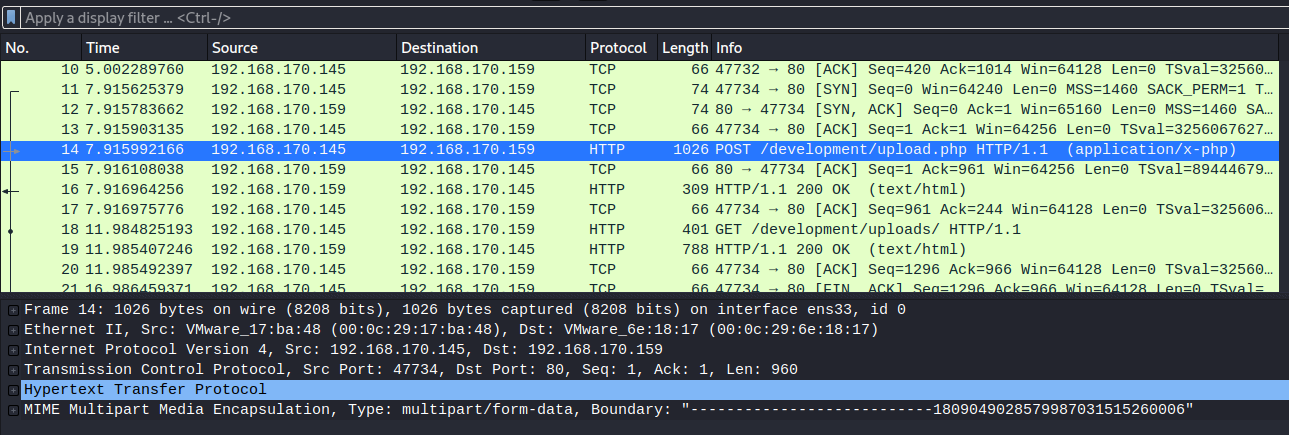 Apply a display filter ... <Ctrl-/>
No. Time Source Destination Protocol Length Info
10 5.002289760 192.168.170.145 192.168.170.159 TCP 66 47732 → 80 [ACK] Seq=420 Ack=1014 Win=64128 Len=0 TSval=32560…
11 7.915625379 192.168.170.145 192.168.170.159 TCP 74 47734 → 80 [SYN] Seq=0 Win=64240 Len=0 MSS=1460 SACK_PERM=1 T…
12 7.915783662 192.168.170.159 192.168.170.145 TCP 74 80 → 47734 [SYN, ACK] Seq=0 Ack=1 Win=65160 Len=0 MSS=1460 SA…
13 7.915903135 192.168.170.145 192.168.170.159 TCP 66 47734 → 80 [ACK] Seq=1 Ack=1 Win=64256 Len=0 TSval=3256067627…
14 7.915992166 192.168.170.145 192.168.170.159 HTTP 1026 POST /development/upload.php HTTP/1.1 (application/x-php)
15 7.916108038 192.168.170.159 192.168.170.145 TCP 66 80 → 47734 [ACK] Seq=1 Ack=961 Win=64256 Len=0 TSval=89444679…
16 7.916964256 192.168.170.159 192.168.170.145 HTTP 309 HTTP/1.1 200 OK (text/html)
17 7.916975776 192.168.170.145 192.168.170.159 TCP 66 47734 → 80 [ACK] Seq=961 Ack=244 Win=64128 Len=0 TSval=325606…
18 11.984825193 192.168.170.145 192.168.170.159 HTTP 401 GET /development/uploads/ HTTP/1.1
19 11.985407246 192.168.170.159 192.168.170.145 HTTP 788 HTTP/1.1 200 OK (text/html)
20 11.985492397 192.168.170.145 192.168.170.159 TCP 66 47734 → 80 [ACK] Seq=1296 Ack=966 Win=64128 Len=0 TSval=32560…
21 16.986459371 192.168.170.145 192.168.170.159 TCP 66 47734 → 80 [FIN, ACK] Seq=1296 Ack=966 Win=64128 Len=0 TSval=…
Frame 14: 1026 bytes on wire (8208 bits), 1026 bytes captured (8208 bits) on interface ens33, id 0
Ethernet II, Src: VMware_17:ba:48 (00:0c:29:17:ba:48), Dst: VMware_6e:18:17 (00:0c:29:6e:18:17)
Internet Protocol Version 4, Src: 192.168.170.145, Dst: 192.168.170.159
Transmission Control Protocol, Src Port: 47734, Dst Port: 80, Seq: 1, Ack: 1, Len: 960
Hypertext Transfer Protocol
MIME Multipart Media Encapsulation, Type: multipart/form-data, Boundary: "---------------------------1809049028579987031515260006"